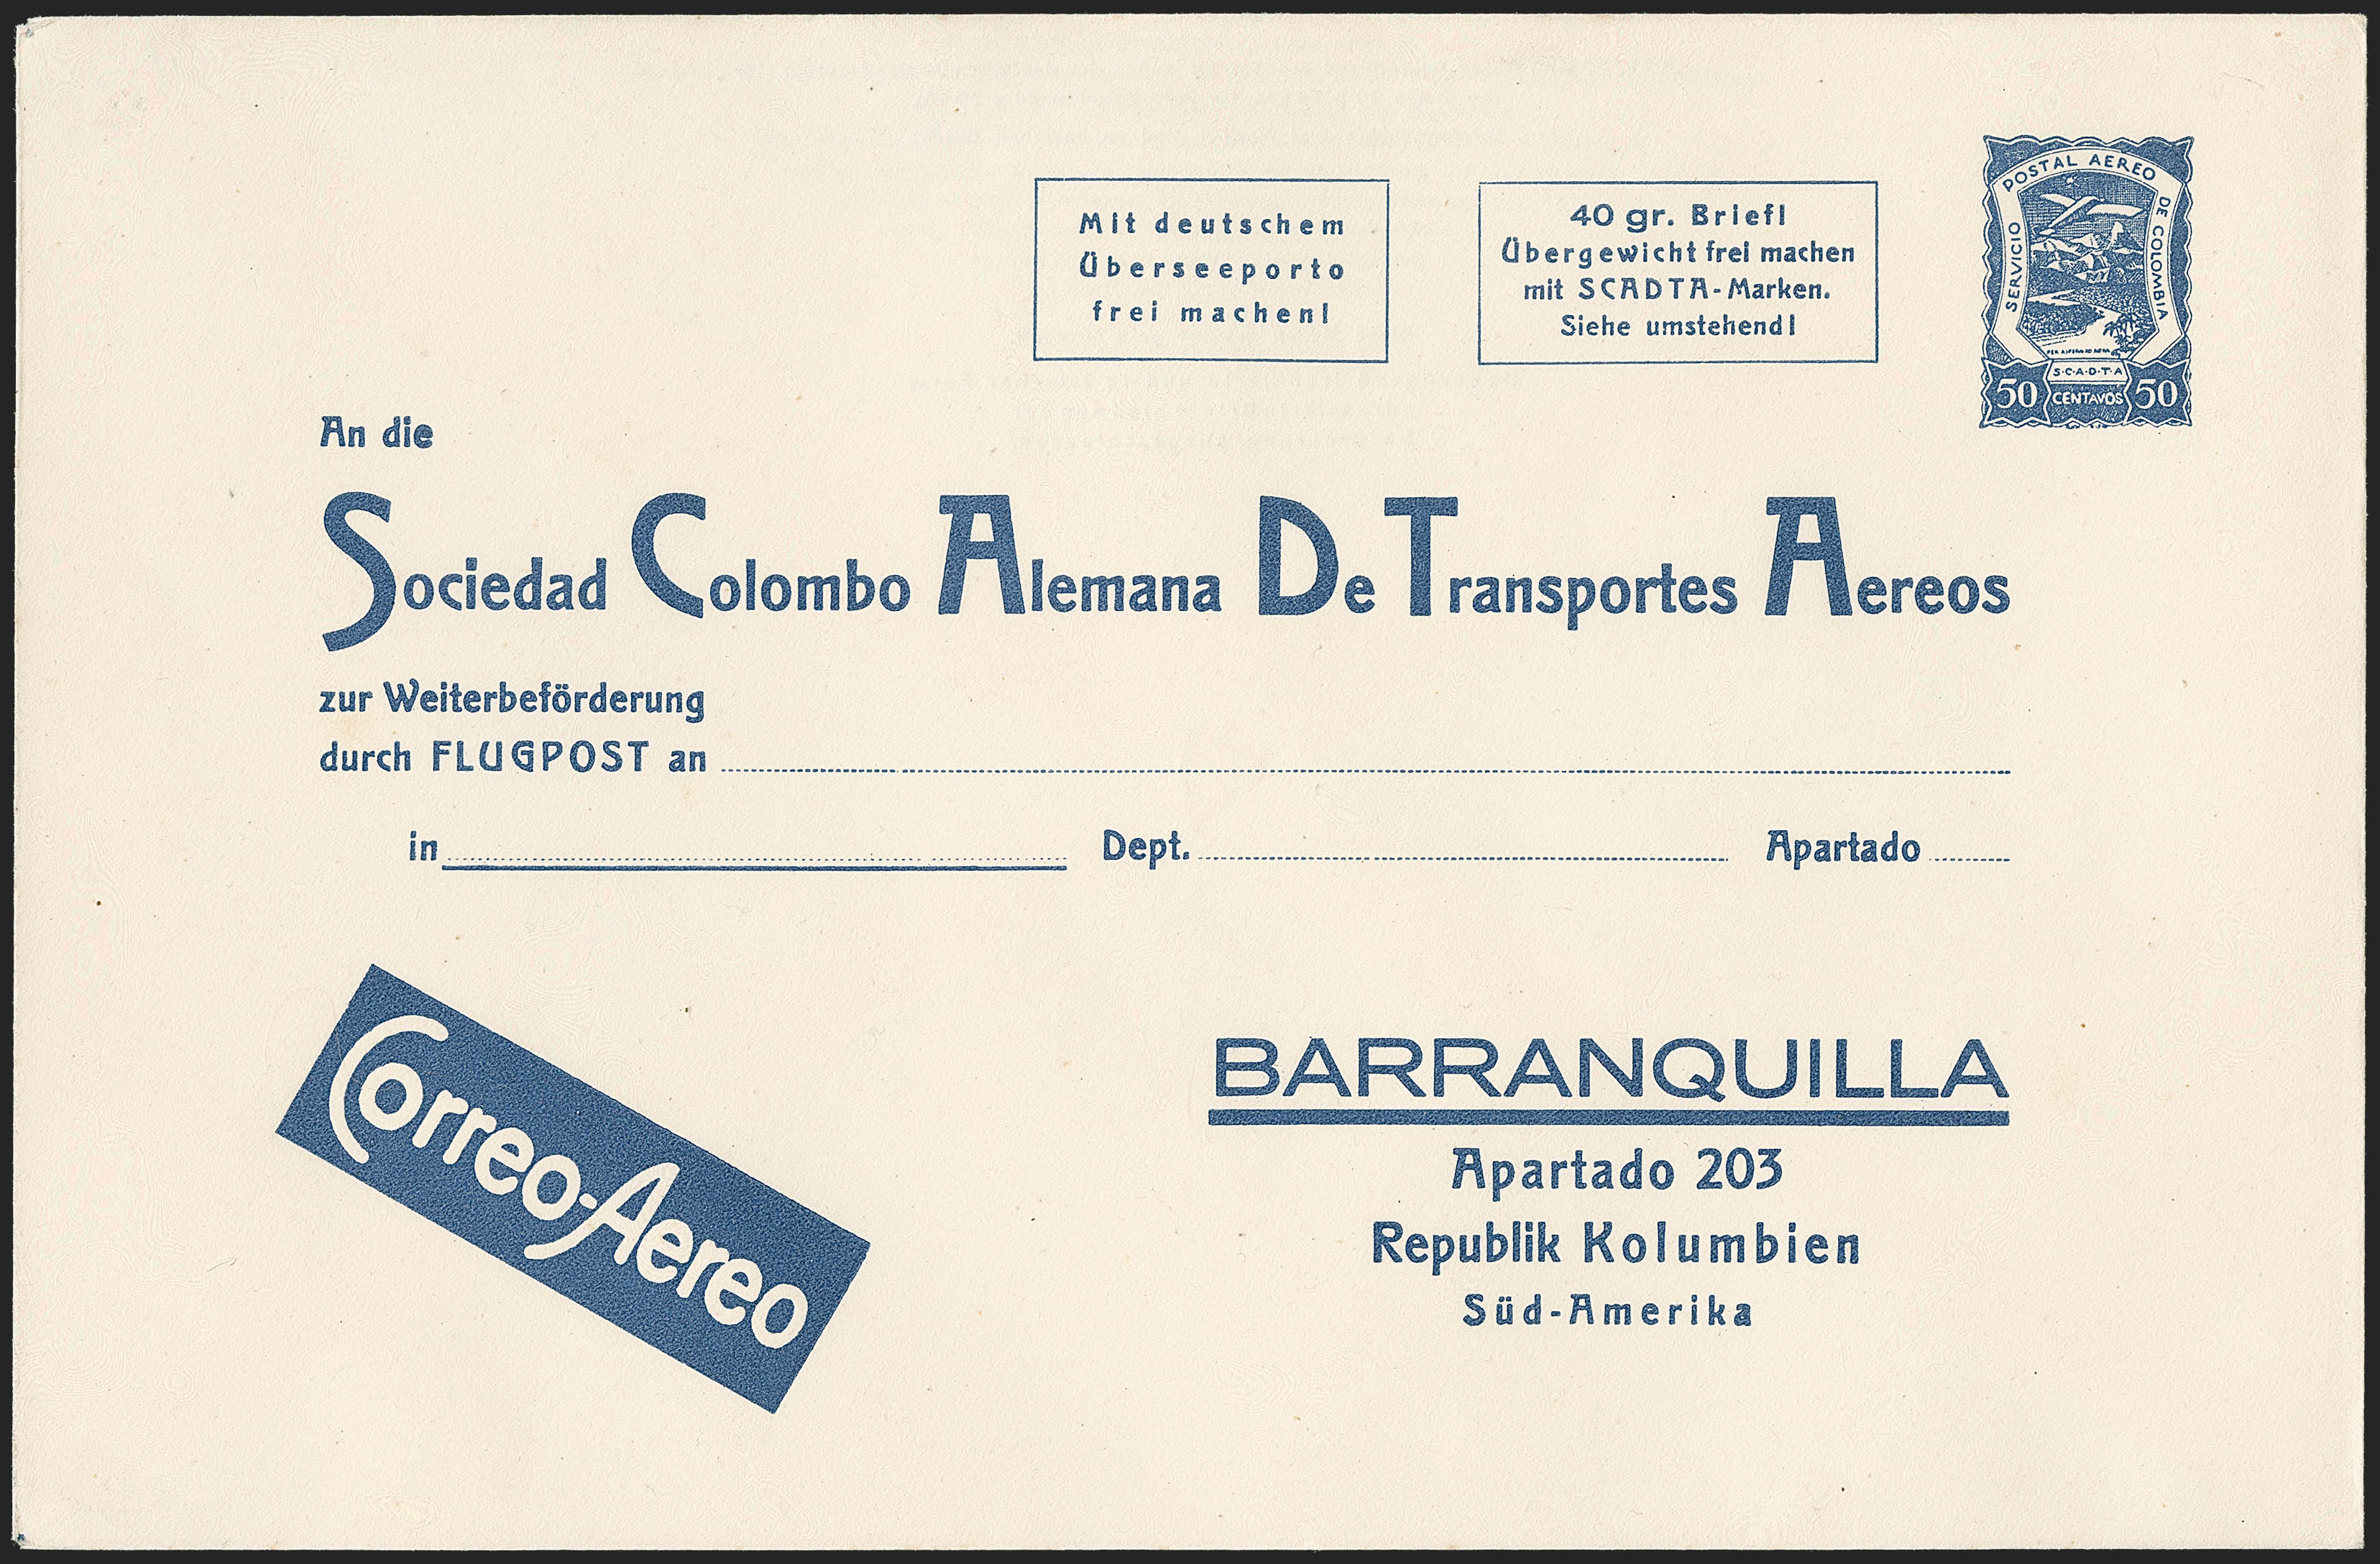 Mit deutschem
Überseeporto
frei machen!
40 gr. Brief!
Übergewicht frei machen
mit SCADTA-Marken.
Siehe umstehend!
SERVICIO POSTAL AEREO DE COLOMBIA
S·C·A·D·T·A
50 CENTAVOS 50
An die
Sociedad Colombo Alemana De Transportes Aereos
zur Weiterbeförderung
durch FLUGPOST an
in Dept. Apartado
Correo-Aereo
BARRANQUILLA
Apartado 203
Republik Kolumbien
Süd-Amerika